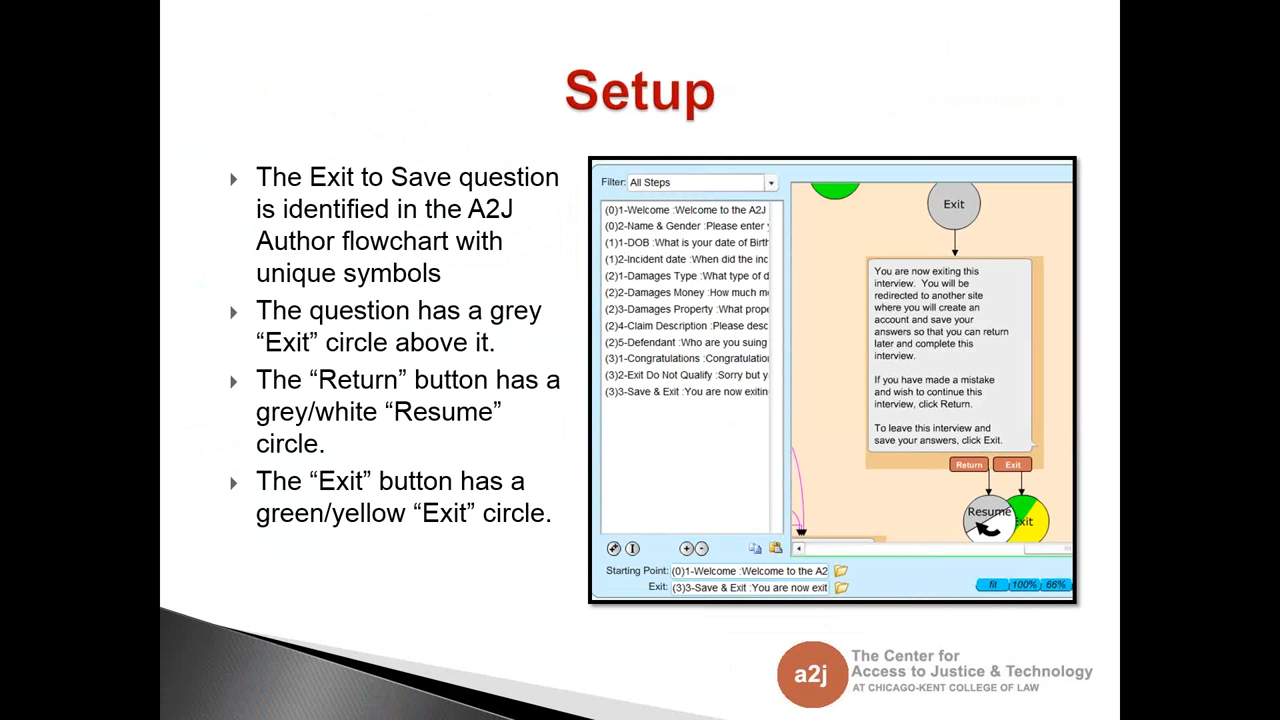 Setup
The Exit to Save question
is identified in the A2J
Author flowchart with
unique symbols
The question has a grey
“Exit” circle above it.
The “Return” button has a
grey/white “Resume”
circle.
The “Exit” button has a
green/yellow “Exit” circle.
Filter: All Steps
(0)1-Welcome :Welcome to the A2J
(0)2-Name & Gender :Please enter
(1)1-DOB :What is your date of Birth
(1)2-Incident date :When did the inc
(2)1-Damages Type :What type of d
(2)2-Damages Money :How much m
(2)3-Damages Property :What prope
(2)4-Claim Description :Please desc
(2)5-Defendant :Who are you suing
(3)1-Congratulations :Congratulatio
(3)2-Exit Do Not Qualify :Sorry but y
(3)3-Save & Exit :You are now exitin
Starting Point: (0)1-Welcome :Welcome to the A2
Exit: (3)3-Save & Exit :You are now exit
Exit
You are now exiting this
interview. You will be
redirected to another site
where you will create an
account and save your
answers so that you can return
later and complete this
interview.
If you have made a mistake
and wish to continue this
interview, click Return.
To leave this interview and
save your answers, click Exit.
Return Exit
Resume Exit
fit 100% 66%
a2j
The Center for
Access to Justice & Technology
AT CHICAGO-KENT COLLEGE OF LAW